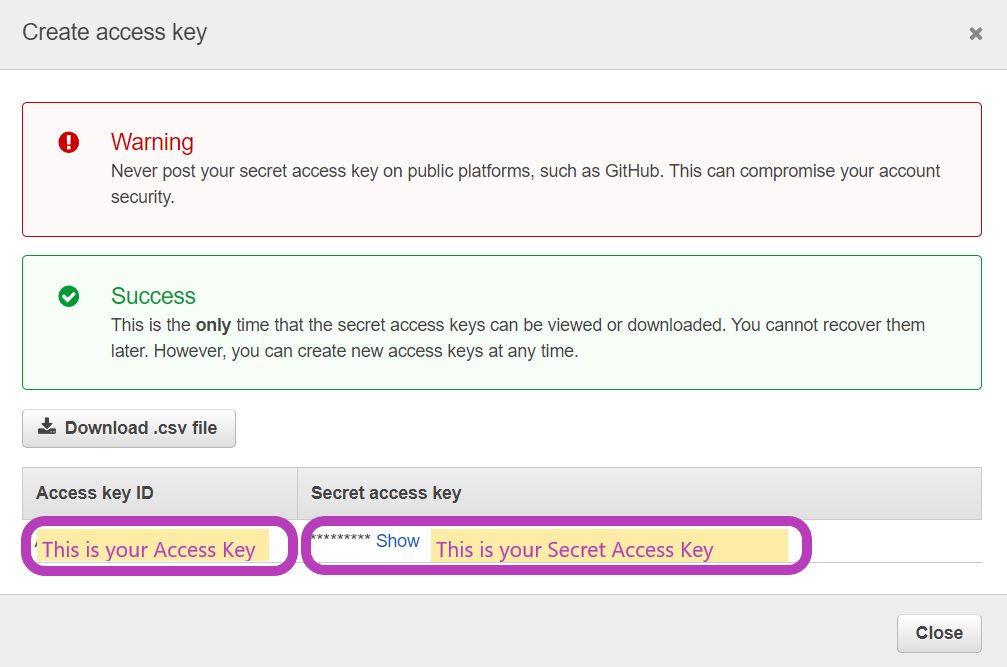 Create access key
Warning
Never post your secret access key on public platforms, such as GitHub. This can compromise your account
security.
Success
This is the only time that the secret access keys can be viewed or downloaded. You cannot recover them
later. However, you can create new access keys at any time.
Download .csv file
Access key ID Secret access key
This is your Access Key ********* Show This is your Secret Access Key
Close